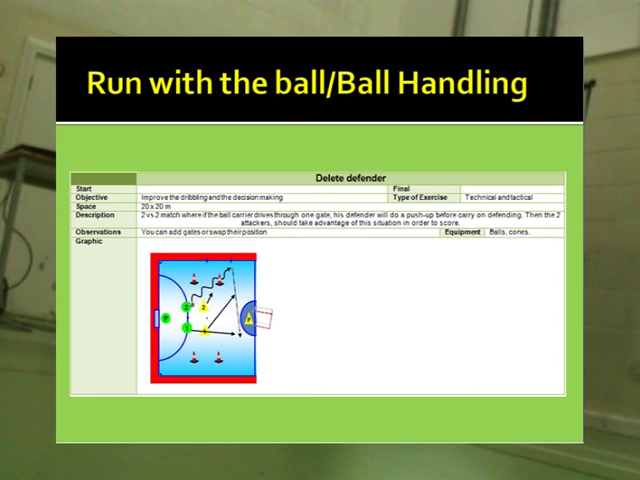 Run with the ball/Ball Handling
Delete defender
Start Final
Objective Improve the dribbling and the decision making Type of Exercise Technical and tactical
Space 20 x 20 m
Description 2 vs 2 match where if the ball carrier drives through one gate, his defender will do a push-up before carry on defending. Then the 2
attackers, should take advantage of this situation in order to score.
Observations You can add gates or swap their position Equipment Balls, cones.
Graphic
2 2
P
1